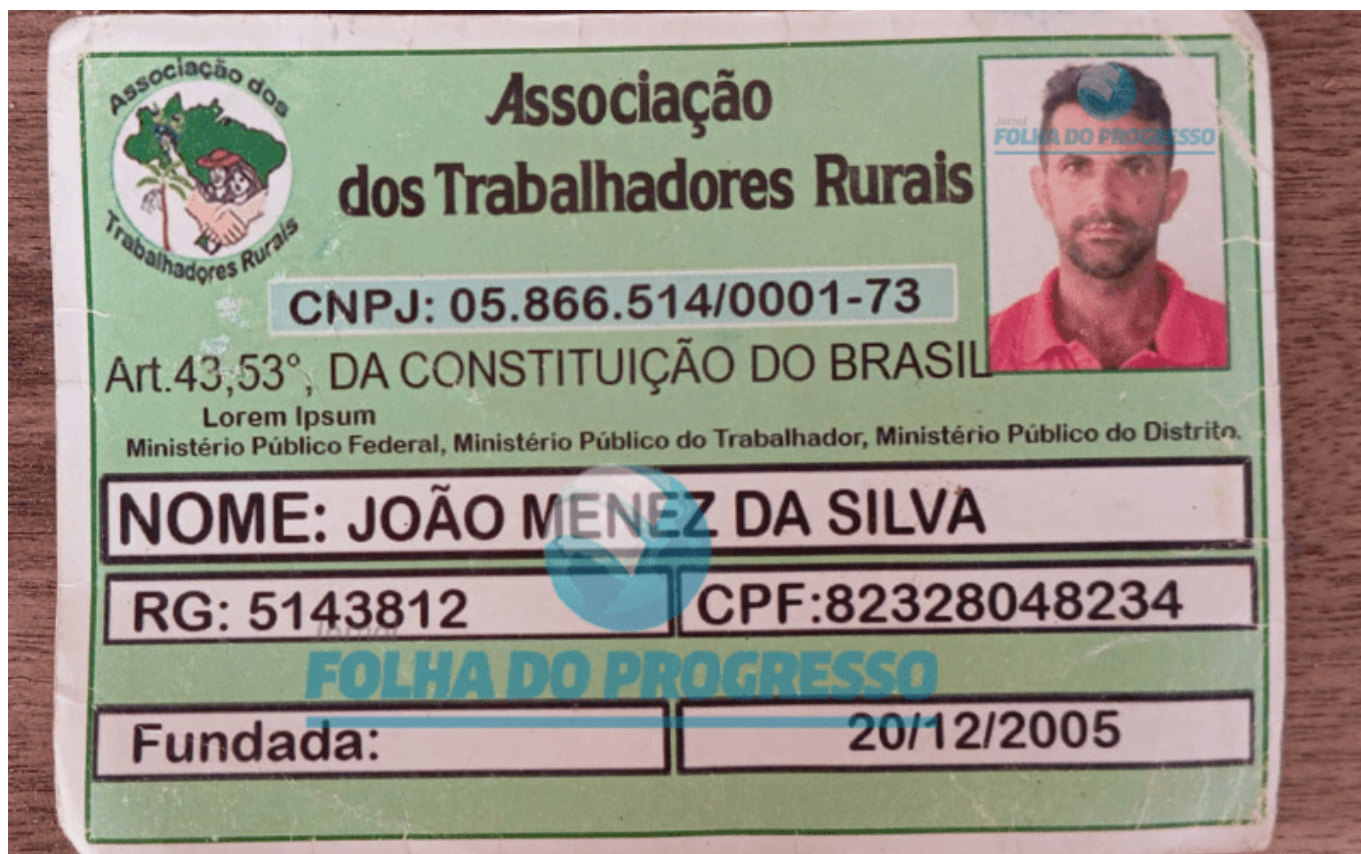 Associação dos
Trabalhadores Rurais
Associação
dos Trabalhadores Rurais
Jornal
FOLHA DO PROGRESSO
CNPJ: 05.866.514/0001-73
Art.43,53°, DA CONSTITUIÇÃO DO BRASIL
Lorem Ipsum
Ministério Público Federal, Ministério Público do Trabalhador, Ministério Público do Distrito.
NOME: JOÃO MENEZ DA SILVA
RG: 5143812
CPF:82328048234
Jornal
FOLHA DO PROGRESSO
Fundada:
20/12/2005